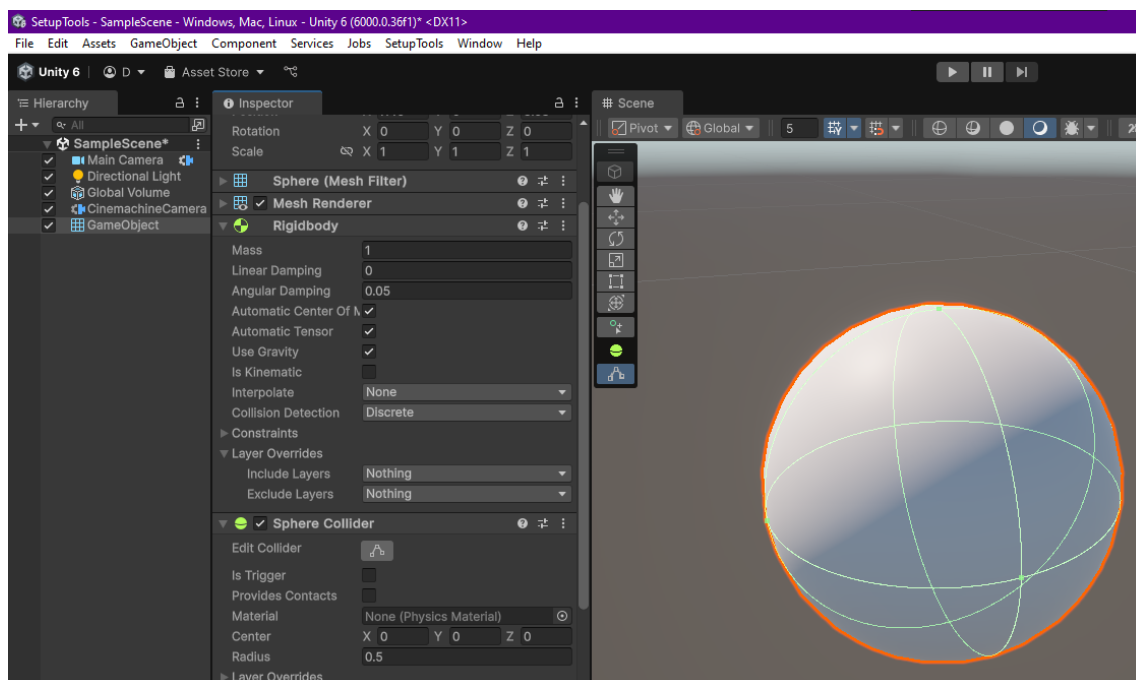 SetupTools - SampleScene - Windows, Mac, Linux - Unity 6 (6000.0.36f1)* <DX11>
File Edit Assets GameObject Component Services Jobs SetupTools Window Help
Unity 6 D Asset Store
Hierarchy
All
SampleScene*
Main Camera
Directional Light
Global Volume
CinemachineCamera
GameObject
Inspector
Rotation X 0 Y 0 Z 0
Scale X 1 Y 1 Z 1
Sphere (Mesh Filter)
Mesh Renderer
Rigidbody
Mass 1
Linear Damping 0
Angular Damping 0.05
Automatic Center Of M
Automatic Tensor
Use Gravity
Is Kinematic
Interpolate None
Collision Detection Discrete
Constraints
Layer Overrides
Include Layers Nothing
Exclude Layers Nothing
Sphere Collider
Edit Collider
Is Trigger
Provides Contacts
Material None (Physics Material)
Center X 0 Y 0 Z 0
Radius 0.5
Layer Overrides
Scene
Pivot Global 5